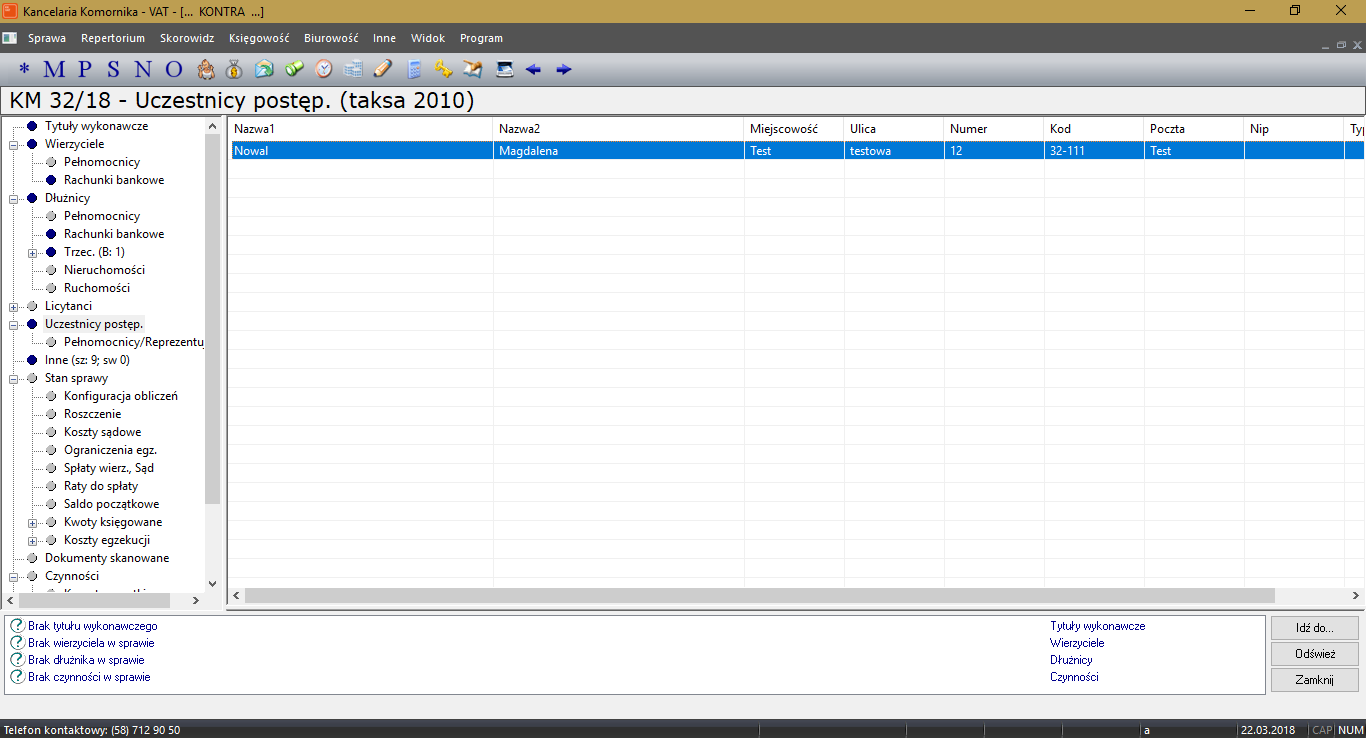 Kancelaria Komornika - VAT - [... KONTRA ...]
Sprawa Repertorium Skorowidz Księgowość Biurowość Inne Widok Program
* M P S N O
KM 32/18 - Uczestnicy postęp. (taksa 2010)
Tytuły wykonawcze
Wierzyciele
Pełnomocnicy
Rachunki bankowe
Dłużnicy
Pełnomocnicy
Rachunki bankowe
Trzec. (B: 1)
Nieruchomości
Ruchomości
Licytanci
Uczestnicy postęp.
Pełnomocnicy/Reprezentu
Inne (sz: 9; sw 0)
Stan sprawy
Konfiguracja obliczeń
Roszczenie
Koszty sądowe
Ograniczenia egz.
Spłaty wierz., Sąd
Raty do spłaty
Saldo początkowe
Kwoty księgowane
Koszty egzekucji
Dokumenty skanowane
Czynności
Nazwa1 Nazwa2 Miejscowość Ulica Numer Kod Poczta Nip Ty
Nowal Magdalena Test testowa 12 32-111 Test
Brak tytułu wykonawczego Tytuły wykonawcze
Brak wierzyciela w sprawie Wierzyciele
Brak dłużnika w sprawie Dłużnicy
Brak czynności w sprawie Czynności
Idź do...
Odśwież
Zamknij
Telefon kontaktowy: (58) 712 90 50 a 22.03.2018 CAP NUM